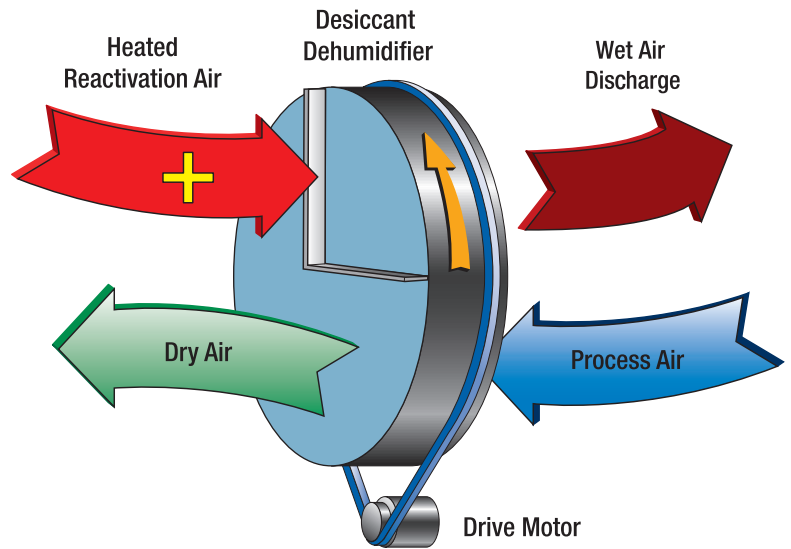 Heated
Reactivation Air
Desiccant
Dehumidifier
Wet Air
Discharge
Dry Air
Process Air
Drive Motor